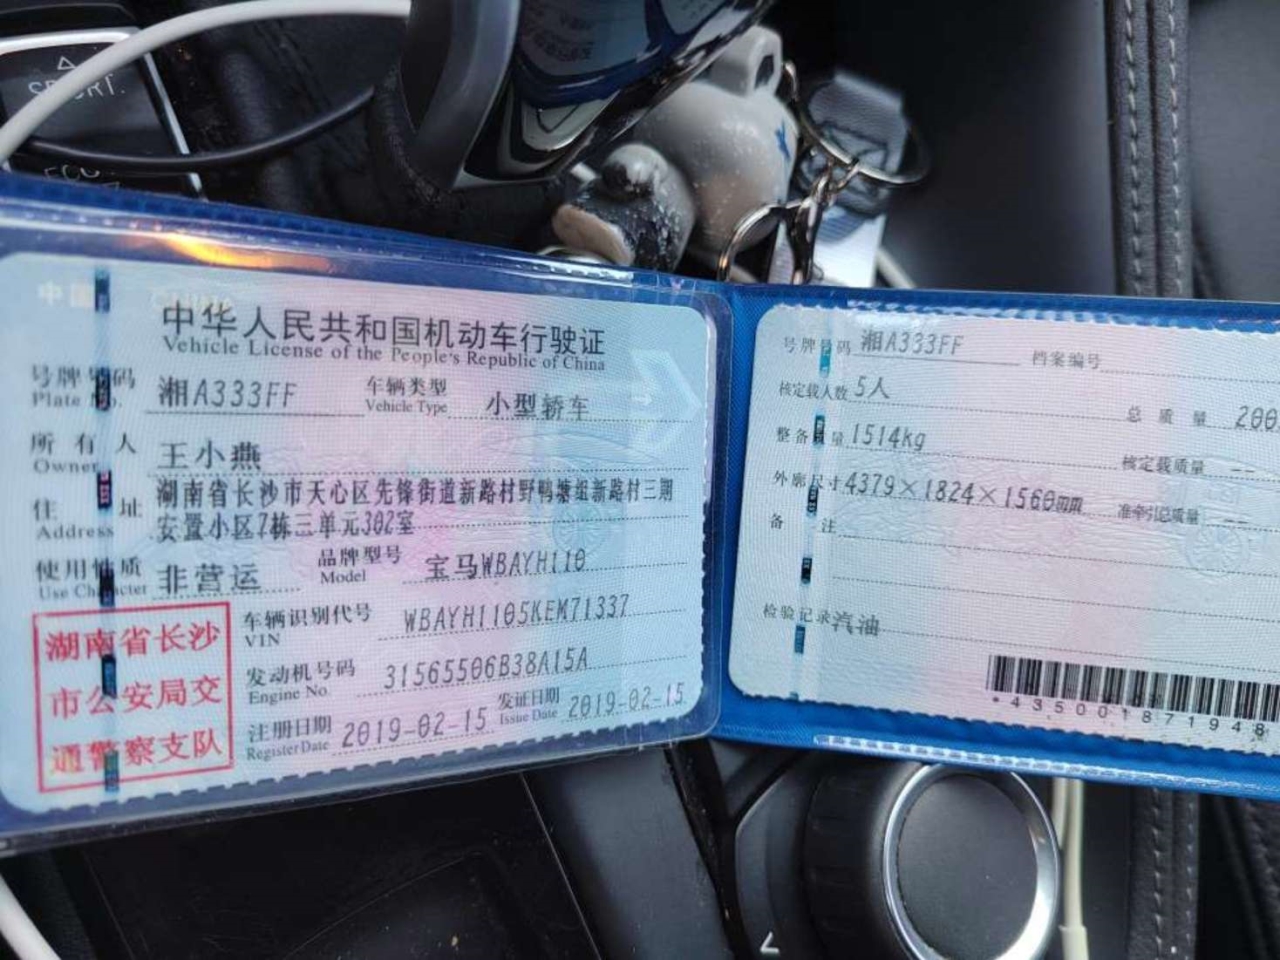 SPORT
ECO
中国 China
中华人民共和国机动车行驶证
Vehicle License of the People's Republic of China
号牌号码 湘A333FF 车辆类型 小型轿车
Plate No. Vehicle Type
所有人 王小燕
Owner
住址 湖南省长沙市天心区先锋街道新路村野鸭塘组新路村三期
Address 安置小区7栋三单元302室
使用性质 非营运 品牌型号 宝马WBAYH110
Use Character Model
车辆识别代号 WBAYH1105KEM71337
VIN
发动机号码 31565506B38A15A
Engine No.
注册日期 2019-02-15 发证日期 2019-02-15
Register Date Issue Date
湖南省长沙
市公安局交
通警察支队
号牌号码 湘A333FF 档案编号
核定载人数 5人 总质量 200
整备质量 1514kg 核定载质量 --
外廓尺寸 4379×1824×1560mm 准牵引总质量 --
备注
检验记录 汽油
*435001871948